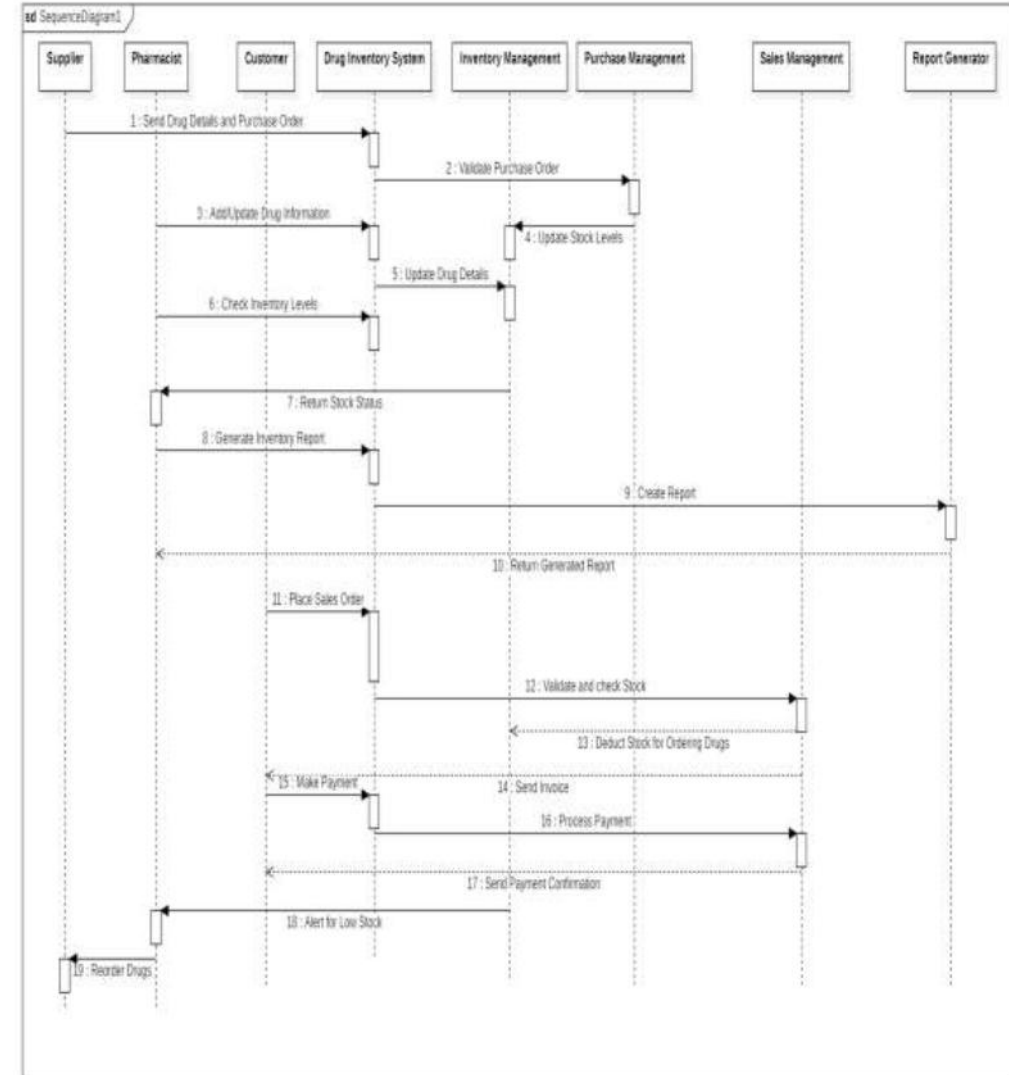 sd SequenceDiagram1
Supplier
Pharmacist
Customer
Drug Inventory System
Inventory Management
Purchase Management
Sales Management
Report Generator
1 : Send Drug Details and Purchase Order
2 : Validate Purchase Order
3 : Add/Update Drug Information
4 : Update Stock Levels
5 : Update Drug Details
6 : Check Inventory Levels
7 : Return Stock Status
8 : Generate Inventory Report
9 : Create Report
10 : Return Generated Report
11 : Place Sales Order
12 : Validate and check Stock
13 : Deduct Stock for Ordering Drugs
15 : Make Payment
14 : Send Invoice
16 : Process Payment
17 : Send Payment Confirmation
18 : Alert for Low Stock
19 : Reorder Drugs